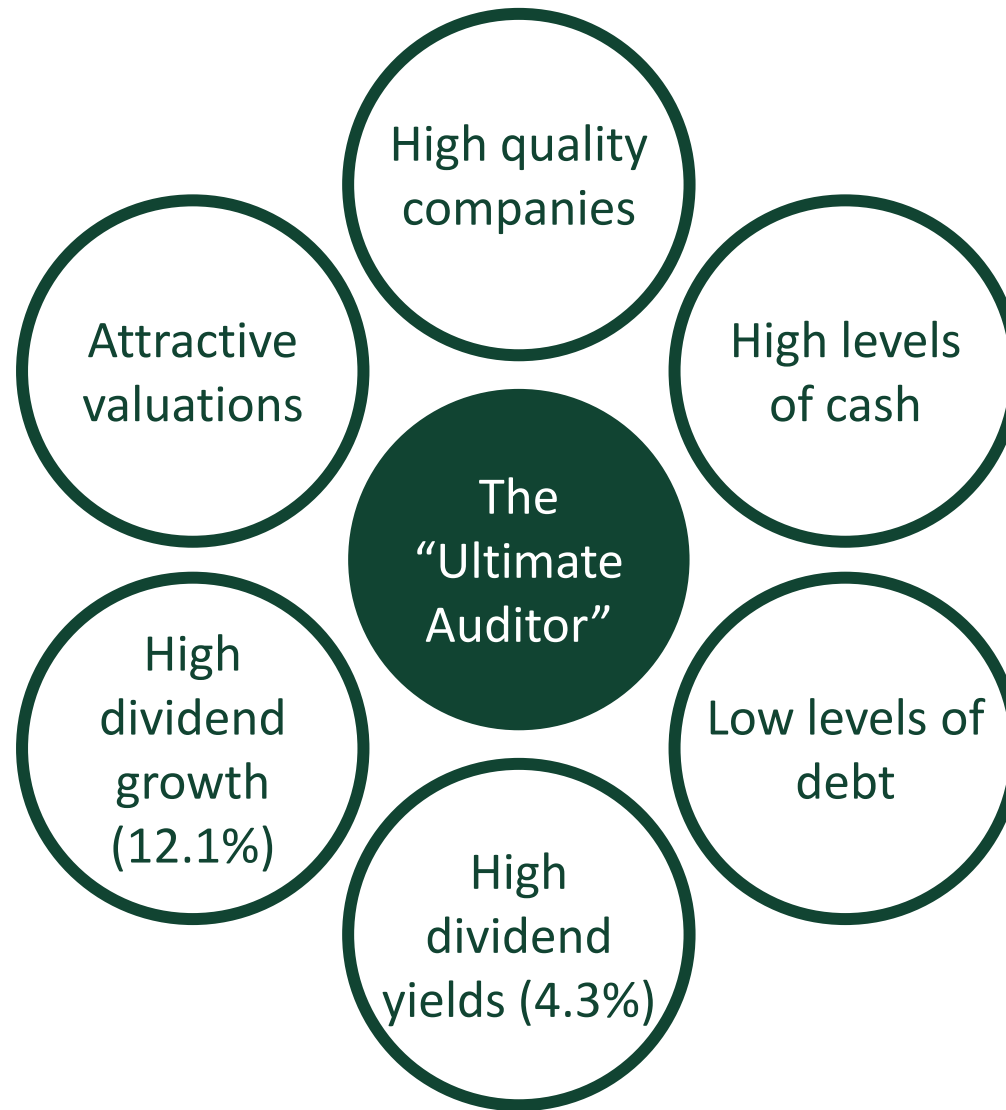 High quality
companies
High levels
of cash
Low levels of
debt
High
dividend
yields (4.3%)
High
dividend
growth
(12.1%)
Attractive
valuations
The
“Ultimate
Auditor”